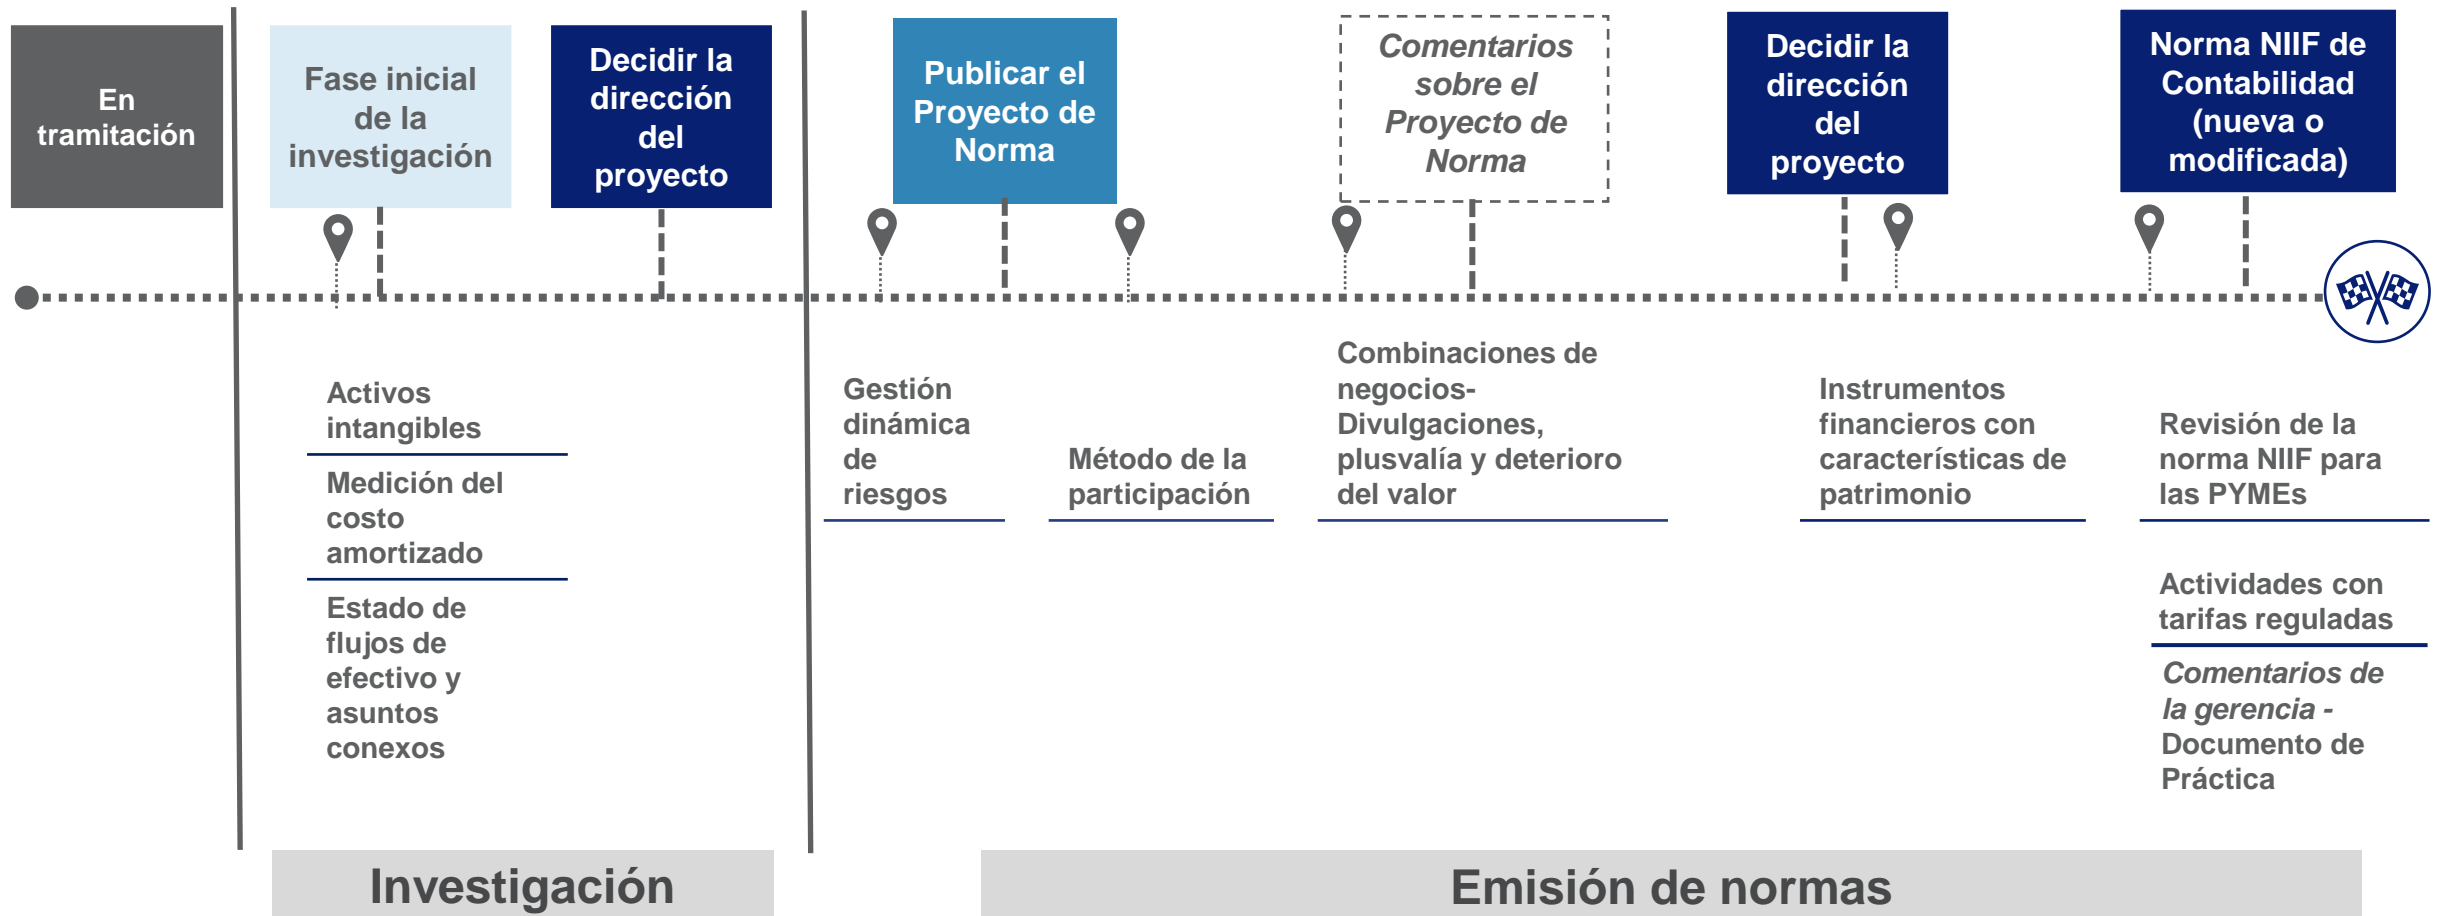 En
tramitación
Fase inicial
de la
investigación
Decidir la
dirección
del
proyecto
Publicar el
Proyecto de
Norma
Comentarios
sobre el
Proyecto de
Norma
Decidir la
dirección
del
proyecto
Norma NIIF de
Contabilidad
(nueva o
modificada)
Activos
intangibles
Medición del
costo
amortizado
Estado de
flujos de
efectivo y
asuntos
conexos
Gestión
dinámica
de
riesgos
Método de la
participación
Combinaciones de
negocios-
Divulgaciones,
plusvalía y deterioro
del valor
Instrumentos
financieros con
características de
patrimonio
Revisión de la
norma NIIF para
las PYMEs
Actividades con
tarifas reguladas
Comentarios de
la gerencia -
Documento de
Práctica
Investigación
Emisión de normas